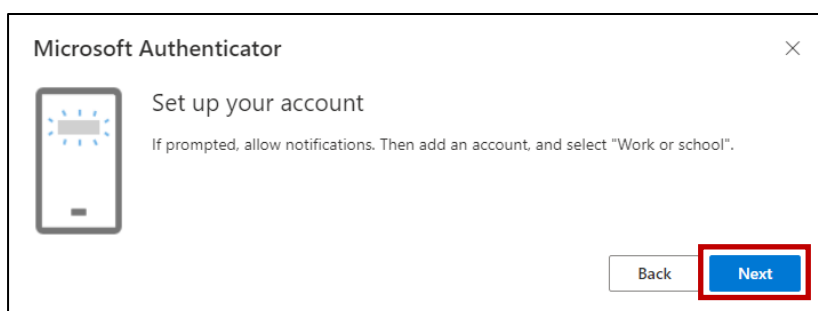 Microsoft Authenticator
Set up your account
If prompted, allow notifications. Then add an account, and select "Work or school".
Back Next